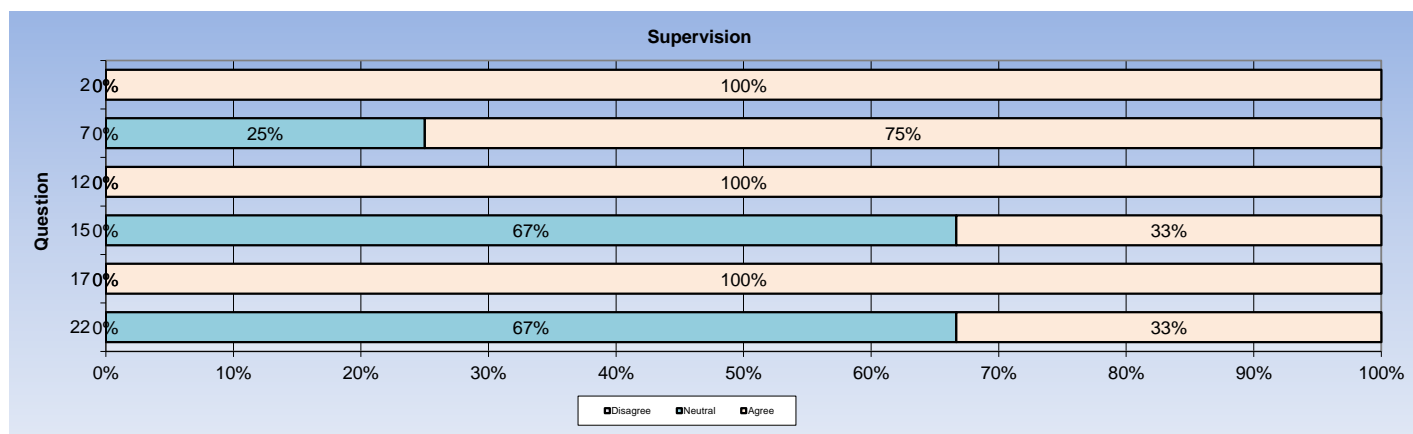 Supervision
2 0% 100%
7 0% 25% 75%
12 0% 100%
15 0% 67% 33%
17 0% 100%
22 0% 67% 33%
Question
0% 10% 20% 30% 40% 50% 60% 70% 80% 90% 100%
Disagree Neutral Agree